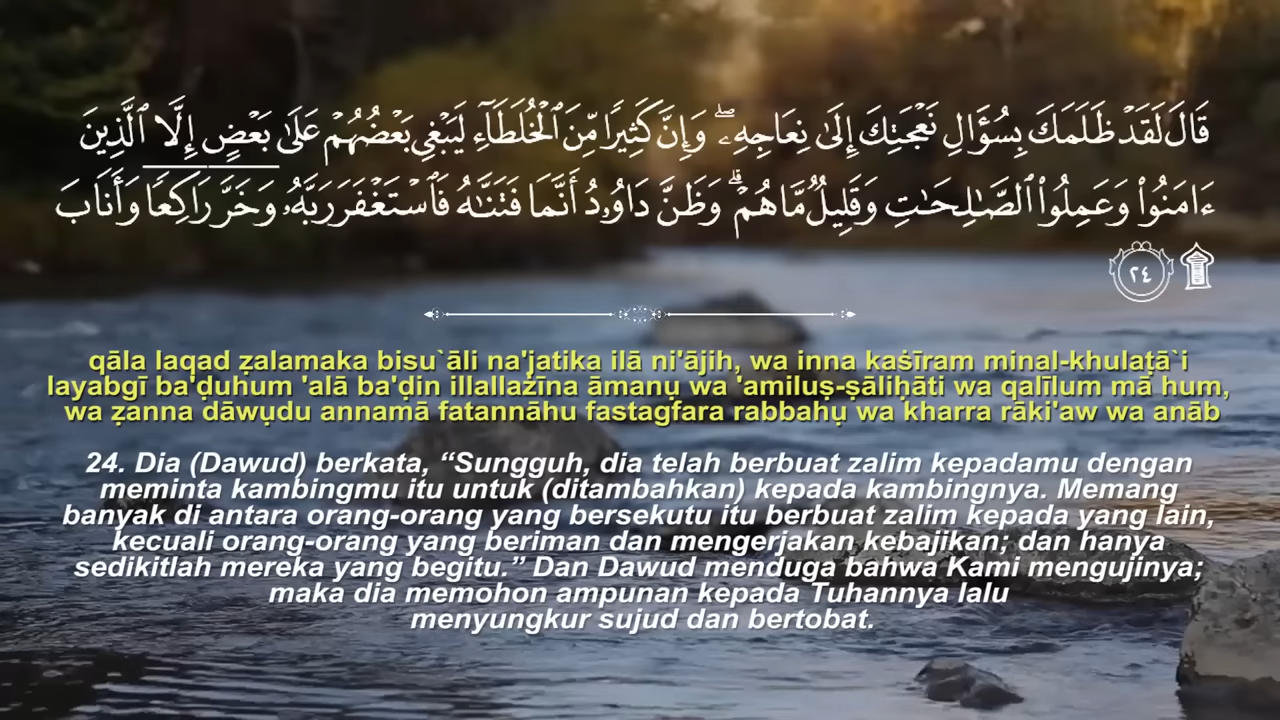 قَالَ لَقَدْ ظَلَمَكَ بِسُؤَالِ نَعْجَتِكَ إِلَىٰ نِعَاجِهِۦۖ وَإِنَّ كَثِيرًا مِّنَ ٱلْخُلَطَآءِ لَيَبْغِى بَعْضُهُمْ عَلَىٰ بَعْضٍ إِلَّا ٱلَّذِينَ
ءَامَنُوا۟ وَعَمِلُوا۟ ٱلصَّـٰلِحَـٰتِ وَقَلِيلٌ مَّا هُمْۗ وَظَنَّ دَاوُۥدُ أَنَّمَا فَتَنَّـٰهُ فَٱسْتَغْفَرَ رَبَّهُۥ وَخَرَّ رَاكِعًا وَأَنَابَ
۩ ٢٤
qāla laqad ẓalamaka bisu`āli na'jatika ilā ni'ājih, wa inna kaṡīram minal-khulaṭā`i
layabgī ba'ḍuhum 'alā ba'ḍin illallażīna āmanụ wa 'amiluṣ-ṣāliḥāti wa qalīlum mā hum,
wa ẓanna dāwụdu annamā fatannāhu fastagfara rabbahụ wa kharra rāki'aw wa anāb
24. Dia (Dawud) berkata, “Sungguh, dia telah berbuat zalim kepadamu dengan
meminta kambingmu itu untuk (ditambahkan) kepada kambingnya. Memang
banyak di antara orang-orang yang bersekutu itu berbuat zalim kepada yang lain,
kecuali orang-orang yang beriman dan mengerjakan kebajikan; dan hanya
sedikitlah mereka yang begitu.” Dan Dawud menduga bahwa Kami mengujinya;
maka dia memohon ampunan kepada Tuhannya lalu
menyungkur sujud dan bertobat.